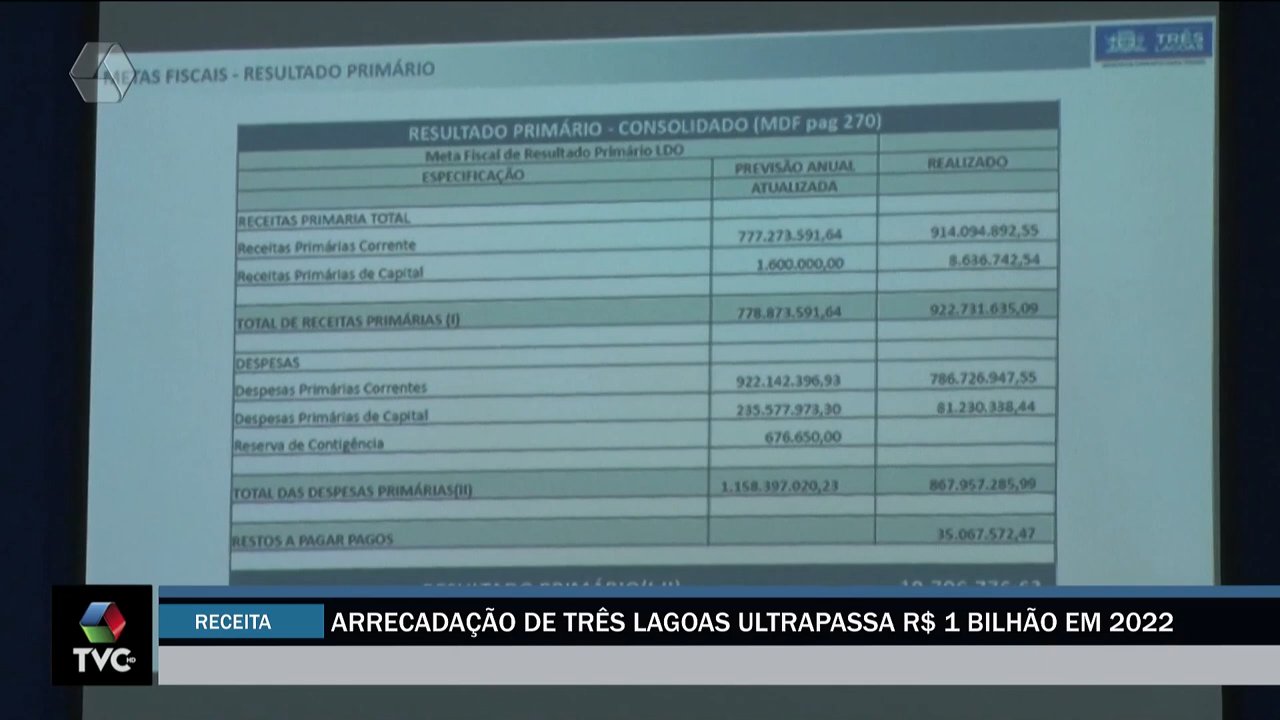 METAS FISCAIS - RESULTADO PRIMÁRIO
TRÊS
LAGOAS
RESULTADO PRIMÁRIO - CONSOLIDADO (MDF pag 270)
Meta Fiscal de Resultado Primário LDO
ESPECIFICAÇÃO PREVISÃO ANUAL ATUALIZADA REALIZADO
RECEITAS PRIMARIA TOTAL
Receitas Primárias Corrente 777.273.591,64 914.094.892,55
Receitas Primárias de Capital 1.600.000,00 8.636.742,54
TOTAL DE RECEITAS PRIMÁRIAS (I) 778.873.591,64 922.731.635,09
DESPESAS
Despesas Primárias Correntes 922.142.396,93 786.726.947,55
Despesas Primárias de Capital 235.577.973,30 81.230.338,44
Reserva de Contigência 676.650,00
TOTAL DAS DESPESAS PRIMÁRIAS(II) 1.158.397.020,23 867.957.285,99
RESTOS A PAGAR PAGOS 35.067.572,47
RECEITA
ARRECADAÇÃO DE TRÊS LAGOAS ULTRAPASSA R$ 1 BILHÃO EM 2022
TVC HD